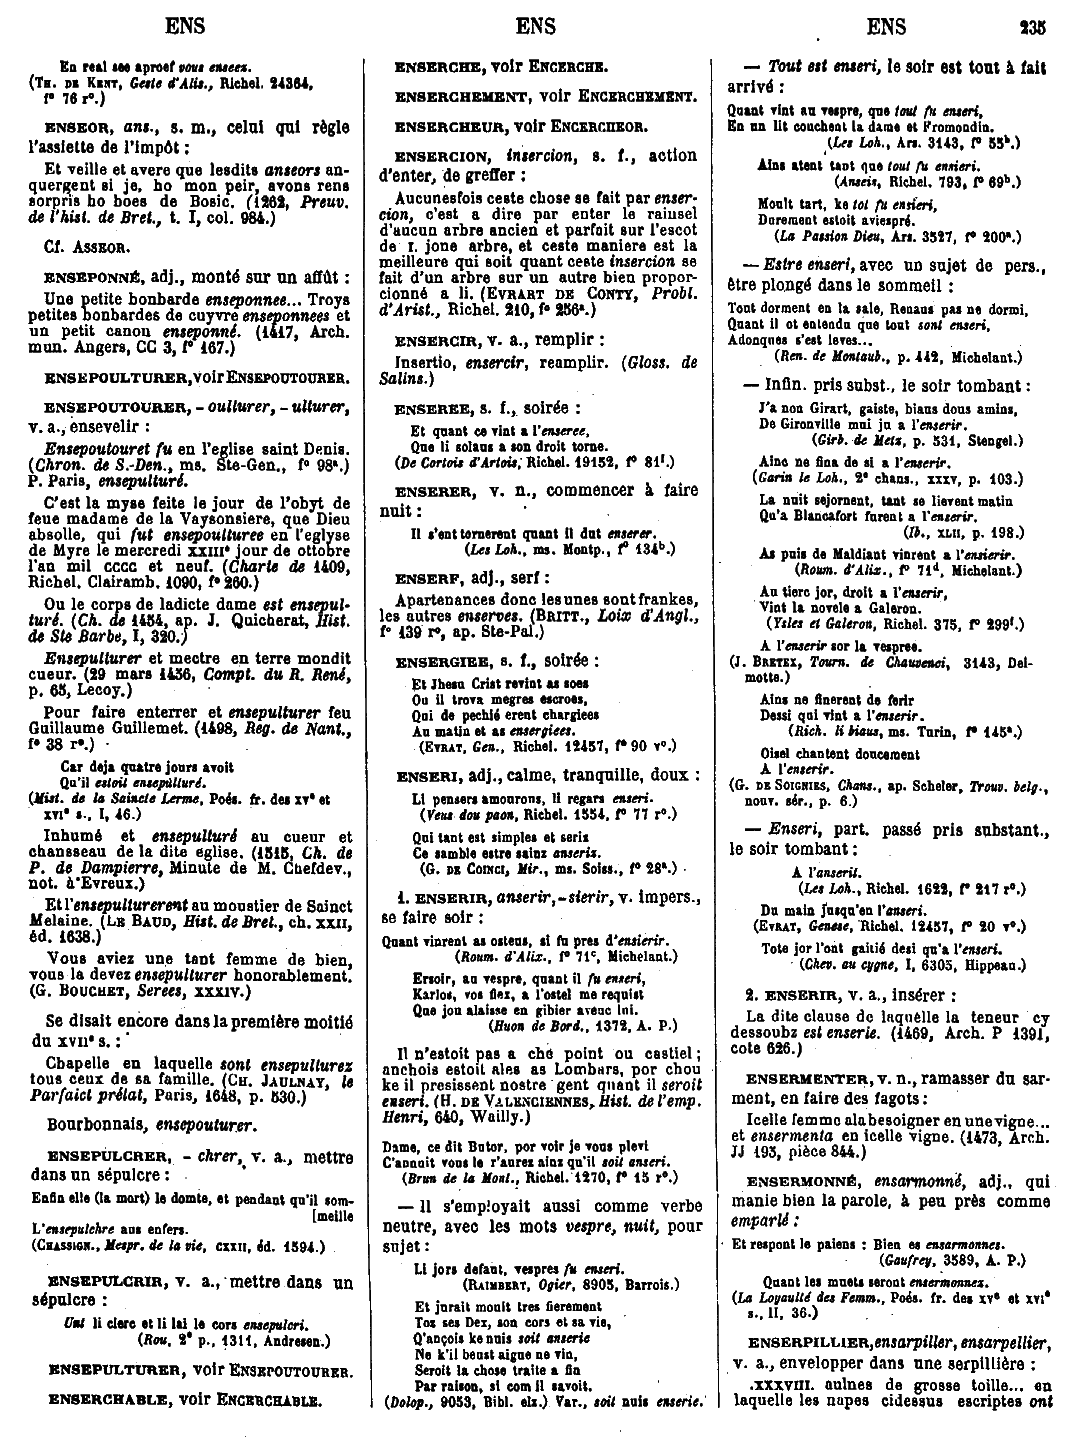 ENS
ENS
ENS
235
En real see aproef vous enseez.
(TH. DE KENT, Geste d'Alis., Richel. 24364,
f° 76 r°.)
ENSEOR, ans., s. m., celui qui règle
l'assiette de l'impôt :
Et veille et avere que lesdits anseors an-
quergent si je, ho mon peir, avons rens
sorpris ho boes de Bosic. (1262, Preuv.
de l'hist. de Bret., t. I, col. 984.)
Cf. ASSEOR.
ENSEPONNÉ, adj., monté sur un affût :
Une petite bonbarde enseponnee... Troys
petites bonbardes de cuyvre enseponnees et
un petit canou enseponné. (1417, Arch.
mun. Angers, CC 3, f° 167.)
ENSEPOULTURER, voir ENSEPOUTOURER.
ENSEPOUTOURER, - oulturer, - ulturer,
v. a., ensevelir :
Ensepoutouret fu en l'eglise saint Denis.
(Chron. de S.-Den., ms. Ste-Gen., f° 98ᵃ.)
P. Paris, ensepulturé.
C'est la myse feite le jour de l'obyt de
feue madame de la Vaysonsiere, que Dieu
absolle, qui fut ensepoulturee en l'eglyse
de Myre le mercredi XXIIIᵉ jour de ottobre
l'an mil CCCC et neuf. (Charte de 1409,
Richel. Clairamb. 1090, f° 260.)
Ou le corps de ladicte dame est ensepul-
turé. (Ch. de 1454, ap. J. Quicherat, Hist.
de Ste Barbe, I, 320.)
Ensepulturer et mectre en terre mondit
cueur. (29 mars 1436, Compt. du R. René,
p. 65, Lecoy.)
Pour faire enterrer et ensepulturer feu
Guillaume Guillemet. (1498, Reg. de Nant.,
f° 38 r°.)
Car deja quatre jours avoit
Qu'il estoit ensepulturé.
(Hist. de la Saincte Lerme, Poés. fr. des XVᵉ et
XVIᵉ s., I, 46.)
Inhumé et ensepulturé au cueur et
chansseau de la dite eglise. (1515, Ch. de
P. de Dampierre, Minute de M. Chefdev.,
not. à Evreux.)
Et l'ensepulturerent au moustier de Sainct
Melaine. (LE BAUD, Hist. de Bret., ch. XXII,
éd. 1638.)
Vous aviez une tant femme de bien,
vous la devez ensepulturer honorablement.
(G. BOUCHET, Serees, XXXIV.)
Se disait encore dans la première moitié
du XVIIᵉ s. :
Chapelle en laquelle sont ensepulturez
tous ceux de sa famille. (CH. JAULNAY, le
Parfaict prélat, Paris, 1648, p. 530.)
Bourbonnais, ensepouturer.
ENSEPULCRER, - chrer, v. a., mettre
dans un sépulcre :
Enfin elle (la mort) le domte, et pendant qu'il som-
[meille
L'ensepulchre aus enfers.
(CHASSIGN., Mespr. de la vie, CXXII, éd. 1594.)
ENSEPULCRIR, v. a., mettre dans un
sépulcre :
Unt li clerc et li lai le cors ensepulcri.
(Rou, 2ᵉ p., 1311, Andresen.)
ENSEPULTURER, voir ENSEPOUTOURER.
ENSERCHABLE, voir ENCERCHABLE.
ENSERCHE, voir ENCERCHE.
ENSERCHEMENT, voir ENCERCHEMENT.
ENSERCHEUR, voir ENCERCHEOR.
ENSERCION, insercion, s. f., action
d'enter, de greffer :
Aucunesfois ceste chose se fait par enser-
cion, c'est a dire par enter le rainsel
d'aucun arbre ancien et parfait sur l'escot
de I. jone arbre, et ceste maniere est la
meilleure qui soit quant ceste insercion se
fait d'un arbre sur un autre bien propor-
cionné a li. (EVRART DE CONTY, Probl.
d'Arist., Richel. 210, f° 256ᵃ.)
ENSERCIR, v. a., remplir :
Insertio, ensercir, reamplir. (Gloss. de
Salins.)
ENSEREE, s. f., soirée :
Et quant ce vint a l'enseree,
Que li solaus a son droit torne.
(De Cortois d'Artois, Richel. 19152, f° 81ᶠ.)
ENSERER, v. n., commencer à faire
nuit :
Il s'ent tornerent quant il dut enserer.
(Les Loh., ms. Montp., f° 134ᵇ.)
ENSERF, adj., serf :
Apartenances donc les unes sont frankes,
les autres enserves. (BRITT., Loix d'Angl.,
f° 139 r°, ap. Ste-Pal.)
ENSERGIEE, s. f., soirée :
Et Jhesu Crist revint as soes
Ou il trova megres escroes,
Qui de pechié erent chargiees
Au matin et as ensergiees.
(EVRAT, Gen., Richel. 12457, f° 90 v°.)
ENSERI, adj., calme, tranquille, doux :
Li pensers amourous, li regars enseri.
(Veus dou paon, Richel. 1554, f° 77 r°.)
Qui tant est simples et seriz
Ce samble estre sainz anseriz.
(G. DE COINCI, Mir., ms. Soiss., f° 28ᵃ.)
1. ENSERIR, anserir, - sierir, v. impers.,
se faire soir :
Quant vinrent as osteus, si fu pres d'ensierir.
(Roum. d'Alix., f° 71ᶜ, Michelant.)
Ersoir, au vespre, quant il fu enseri,
Karlos, vos fiez, a l'ostel me requist
Que jou alaisse en gibier aveuc lui.
(Huon de Bord., 1372, A. P.)
Il n'estoit pas a che point ou castiel ;
anchois estoit ales as Lombars, por chou
ke il presissent nostre gent quant il seroit
enseri. (H. DE VALENCIENNES, Hist. de l'emp.
Henri, 640, Wailly.)
Dame, ce dit Butor, por voir je vous plevi
C'annuit vous le r'aurez ains qu'il soit anseri.
(Brun de la Mont., Richel. 1270, f° 15 r°.)
— Il s'employait aussi comme verbe
neutre, avec les mots vespre, nuit, pour
sujet :
Li jors defaut, vespres fu enseri.
(RAIMBERT, Ogier, 8905, Barrois.)
Et jurait moult tres fierement
Toz ses Dex, son cors et sa vie,
Q'ançois ke nuis soit anserie
Ne k'il beust aigue ne vin,
Seroit la chose traite a fin
Par raison, si com il savoit.
(Dolop., 9053, Bibl. elz.) Var., soit nuis enserie.
— Tout est enseri, le soir est tout à fait
arrivé :
Quant vint au vespre, que tout fu enseri,
En un lit couchent la dame et Fromondin.
(Les Loh., Ars. 3143, f° 55ᵇ.)
Ains atent tant que tout fu ensieri.
(Anseis, Richel. 793, f° 69ᵇ.)
Moult tart, ke tot fu ensieri,
Durement estoit aviespré.
(La Passion Dieu, Ars. 3527, f° 200ᵃ.)
— Estre enseri, avec un sujet de pers.,
être plongé dans le sommeil :
Tout dorment en la sale, Renaus pas ne dormi,
Quant il ot entendu que tout sont enseri,
Adonques s'est leves...
(Ren. de Montaub., p. 442, Michelant.)
— Infin. pris subst., le soir tombant :
J'a non Girart, gaiste, biaus dous amins,
De Gironville mui ju a l'enserir.
(Girb. de Metz, p. 531, Stengel.)
Ainc ne fina de si a l'enserir.
(Garin le Loh., 2ᵉ chans., XXXV, p. 103.)
La nuit sejornent, tant se lievent matin
Qu'a Blancafort furent a l'enserir.
(Ib., XLII, p. 198.)
As puis de Maldiant vinrent a l'ensierir.
(Roum. d'Alix., f° 71ᵈ, Michelant.)
Au tierc jor, droit a l'enserir,
Vint la novele a Galeron.
(Ysles et Galeron, Richel. 375, f° 299ᶠ.)
A l'enserir sor la vespree.
(J. BRETEX, Tourn. de Chauvenci, 3143, Del-
motte.)
Ains ne finerent de ferir
Dessi qui vint a l'enserir.
(Rich. li biaus, ms. Turin, f° 145ᵃ.)
Oisel chantent doucement
A l'enserir.
(G. DE SOIGNIES, Chans., ap. Scheler, Trouv. belg.,
nouv. sér., p. 6.)
— Enseri, part. passé pris substant.,
le soir tombant :
A l'anserit.
(Les Loh., Richel. 1622, f° 217 r°.)
Du main jusqu'en l'anseri.
(EVRAT, Genese, Richel. 12457, f° 20 v°.)
Tote jor l'ont gaitié desi qu'a l'enseri.
(Chev. au cygne, I, 6305, Hippeau.)
2. ENSERIR, v. a., insérer :
La dite clause de laquelle la teneur cy
dessoubz est enserie. (1469, Arch. P 1391,
cote 626.)
ENSERMENTER, v. n., ramasser du sar-
ment, en faire des fagots :
Icelle femme ala besoigner en une vigne...
et ensermenta en icelle vigne. (1473, Arch.
JJ 195, pièce 844.)
ENSERMONNÉ, ensarmonné, adj., qui
manie bien la parole, à peu près comme
emparlé :
Et respont le paiens : Bien es ensarmonnes.
(Gaufrey, 3589, A. P.)
Quant les muets seront ensermonnez.
(La Loyaulté des Femm., Poés. fr. des XVᵉ et XVIᵉ
s., II, 36.)
ENSERPILLIER, ensarpiller, ensarpellier,
v. a., envelopper dans une serpillière :
.XXXVIII. aulnes de grosse toille... en
laquelle les napes cidessus escriptes ont